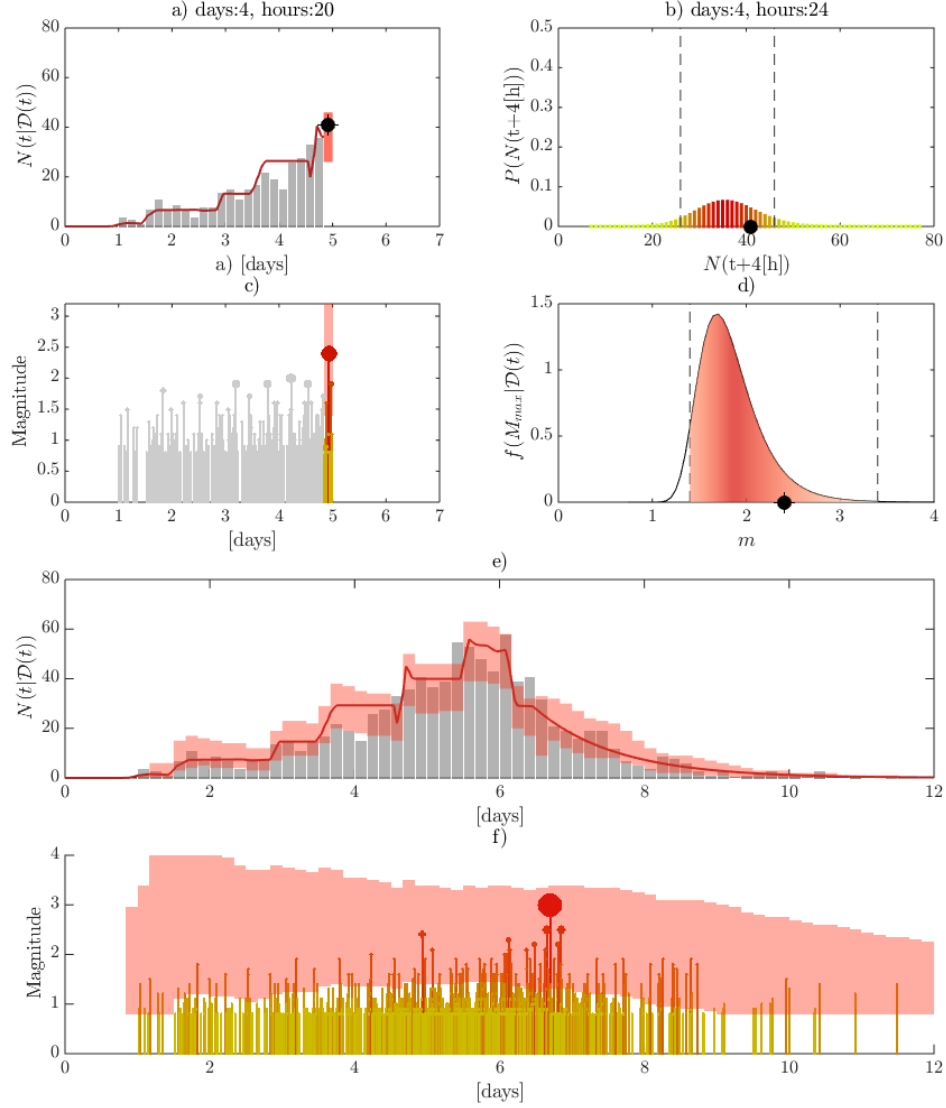 a) days:4, hours:20
b) days:4, hours:24
N(t|D(t))
80
60
40
20
0
0 1 2 3 4 5 6 7
a) [days]
P(N(t+4[h]))
0.5
0.4
0.3
0.2
0.1
0
0 20 40 60 80
N(t+4[h])
c)
d)
Magnitude
3
2.5
2
1.5
1
0.5
0
0 1 2 3 4 5 6 7
[days]
f(M_max|D(t))
1.5
1
0.5
0
0 1 2 3 4
m
e)
N(t|D(t))
80
60
40
20
0
0 2 4 6 8 10 12
[days]
f)
Magnitude
4
3
2
1
0
0 2 4 6 8 10 12
[days]